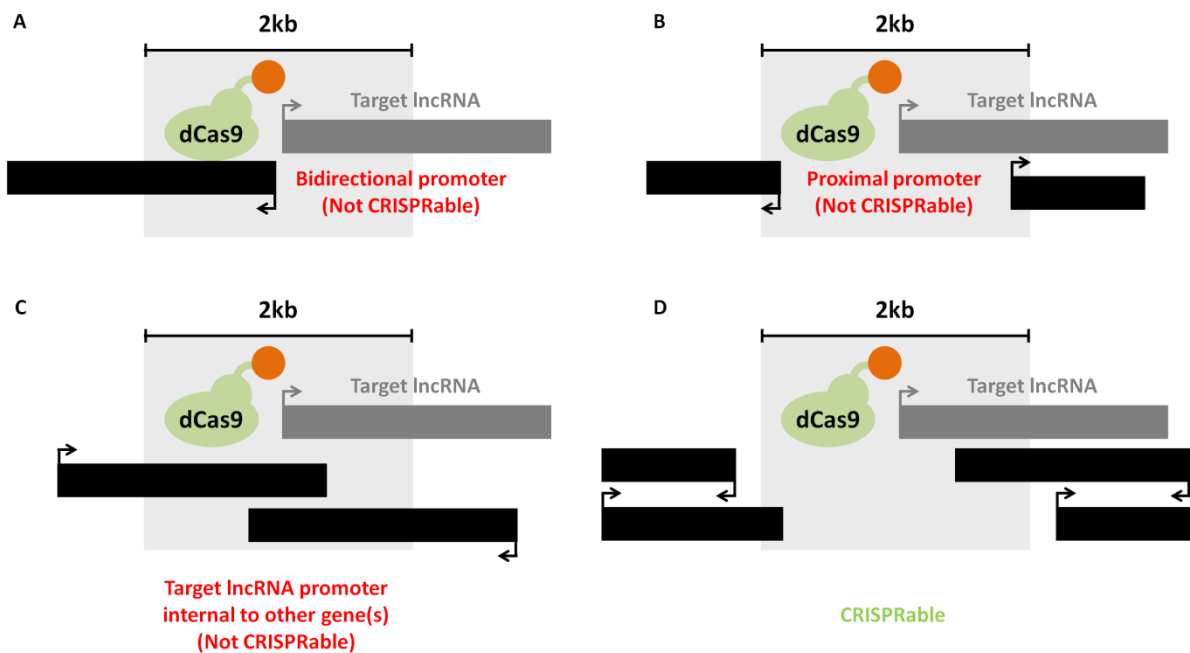 A
2kb
Target lncRNA
dCas9
Bidirectional promoter
(Not CRISPRable)
B
2kb
Target lncRNA
dCas9
Proximal promoter
(Not CRISPRable)
C
2kb
Target lncRNA
dCas9
Target lncRNA promoter
internal to other gene(s)
(Not CRISPRable)
D
2kb
Target lncRNA
dCas9
CRISPRable